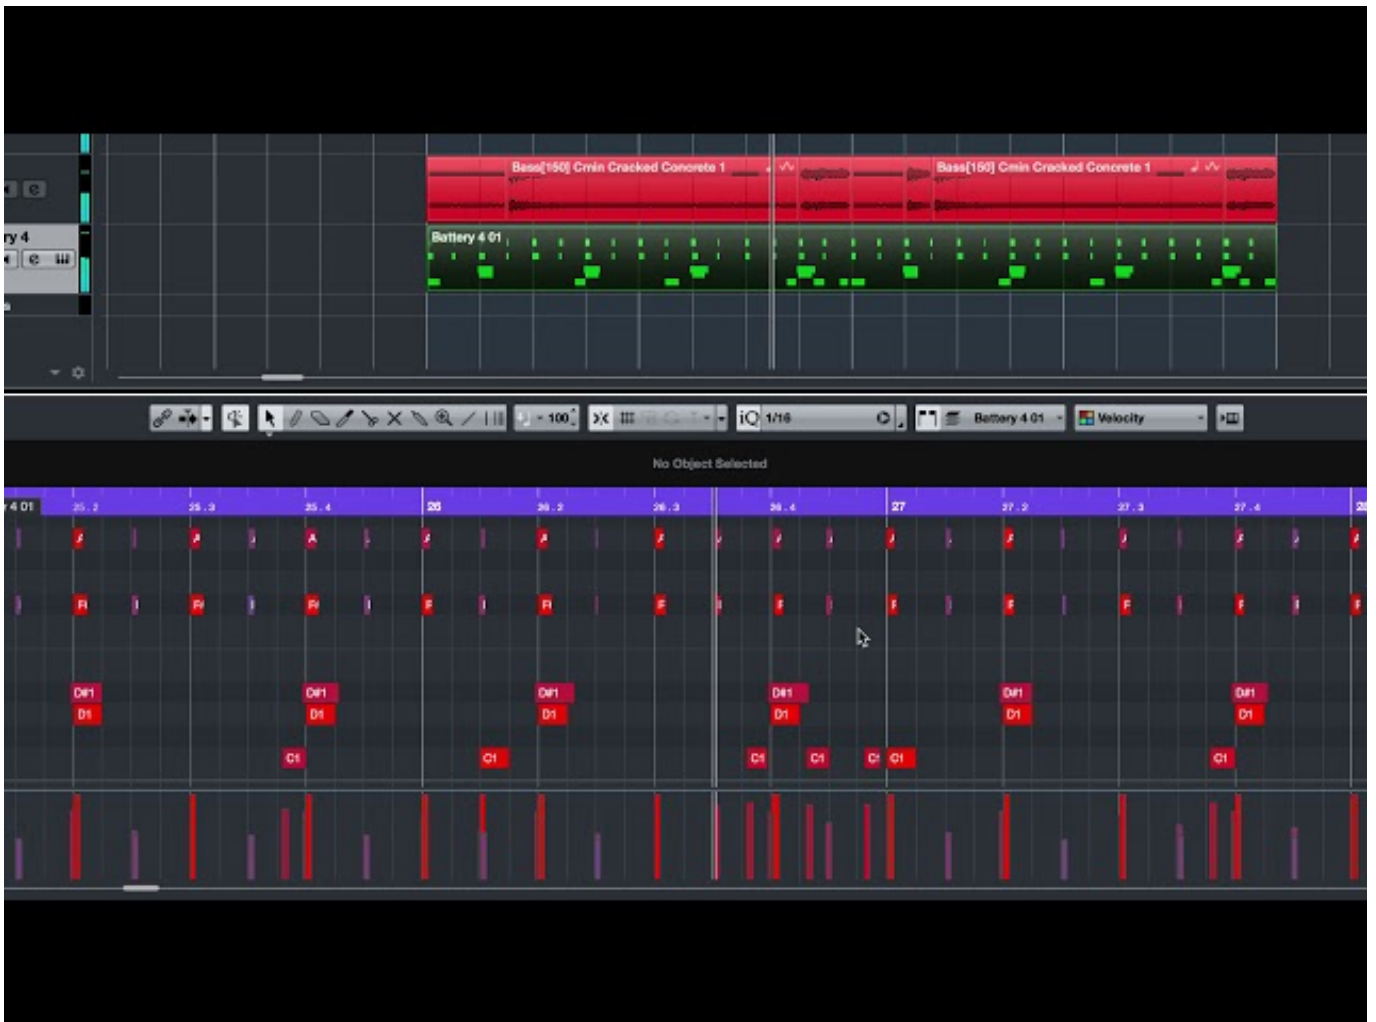 Bass[150] Cmin Cracked Concrete 1 Bass[150] Cmin Cracked Concrete 1
e
ry 4 Battery 4 01
e
100 iQ 1/16 Battery 4 01 Velocity
No Object Selected
r 4 01 25.2 25.3 25.4 26 26.2 26.3 26.4 27 27.2 27.3 27.4 28
D#1 D#1 D#1 D#1 D#1 D#1
D1 D1 D1 D1 D1 D1
C1 C1 C1 C1 C1 C1